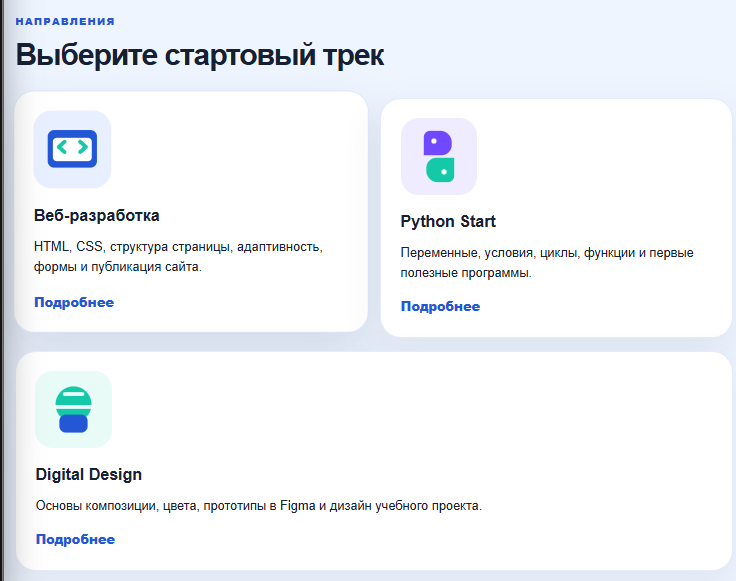 НАПРАВЛЕНИЯ
Выберите стартовый трек
Веб-разработка
HTML, CSS, структура страницы, адаптивность,
формы и публикация сайта.
Подробнее
Python Start
Переменные, условия, циклы, функции и первые
полезные программы.
Подробнее
Digital Design
Основы композиции, цвета, прототипы в Figma и дизайн учебного проекта.
Подробнее